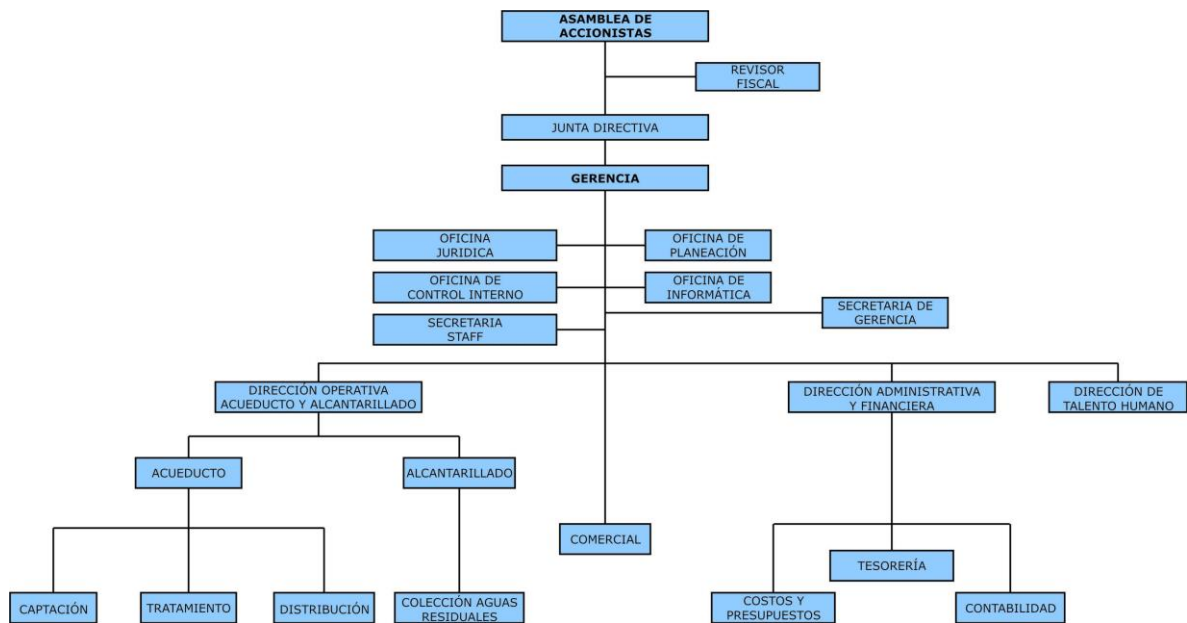 ASAMBLEA DE
ACCIONISTAS
REVISOR
FISCAL
JUNTA DIRECTIVA
GERENCIA
OFICINA
JURIDICA
OFICINA DE
PLANEACIÓN
OFICINA DE
CONTROL INTERNO
OFICINA DE
INFORMÁTICA
SECRETARIA DE
GERENCIA
SECRETARIA
STAFF
DIRECCIÓN OPERATIVA
ACUEDUCTO Y ALCANTARILLADO
DIRECCIÓN ADMINISTRATIVA
Y FINANCIERA
DIRECCIÓN DE
TALENTO HUMANO
ACUEDUCTO
ALCANTARILLADO
COMERCIAL
TESORERÍA
CAPTACIÓN
TRATAMIENTO
DISTRIBUCIÓN
COLECCIÓN AGUAS
RESIDUALES
COSTOS Y
PRESUPUESTOS
CONTABILIDAD